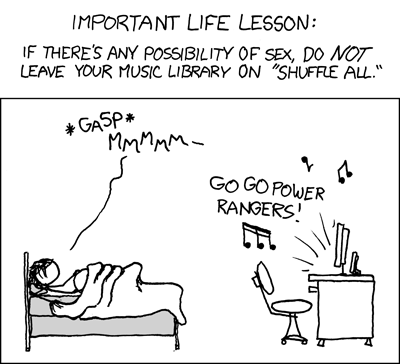 IMPORTANT LIFE LESSON:
IF THERE'S ANY POSSIBILITY OF SEX, DO NOT
LEAVE YOUR MUSIC LIBRARY ON "SHUFFLE ALL."
*GASP*
MMMMM—
GO GO POWER
RANGERS!